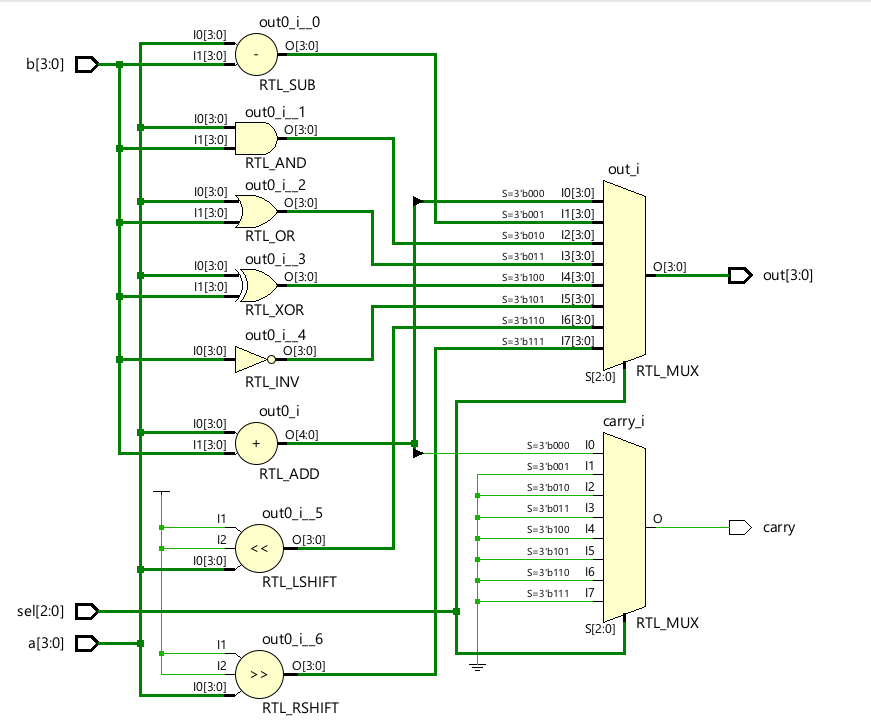 out0_i__0
I0[3:0]
O[3:0]
b[3:0]
I1[3:0]
-
RTL_SUB
out0_i__1
I0[3:0]
O[3:0]
I1[3:0]
RTL_AND
out0_i__2
I0[3:0]
O[3:0]
I1[3:0]
RTL_OR
out0_i__3
I0[3:0]
O[3:0]
I1[3:0]
RTL_XOR
out0_i__4
I0[3:0]
O[3:0]
RTL_INV
out0_i
I0[3:0]
O[4:0]
I1[3:0]
+
RTL_ADD
out0_i__5
I1
I2
O[3:0]
<<
I0[3:0]
RTL_LSHIFT
sel[2:0]
a[3:0]
out0_i__6
I1
I2
O[3:0]
>>
I0[3:0]
RTL_RSHIFT
out_i
S=3'b000 I0[3:0]
S=3'b001 I1[3:0]
S=3'b010 I2[3:0]
S=3'b011 I3[3:0]
S=3'b100 I4[3:0]
S=3'b101 I5[3:0]
S=3'b110 I6[3:0]
S=3'b111 I7[3:0]
O[3:0]
out[3:0]
S[2:0]
RTL_MUX
carry_i
S=3'b000 I0
S=3'b001 I1
S=3'b010 I2
S=3'b011 I3
S=3'b100 I4
S=3'b101 I5
S=3'b110 I6
S=3'b111 I7
O
carry
S[2:0]
RTL_MUX